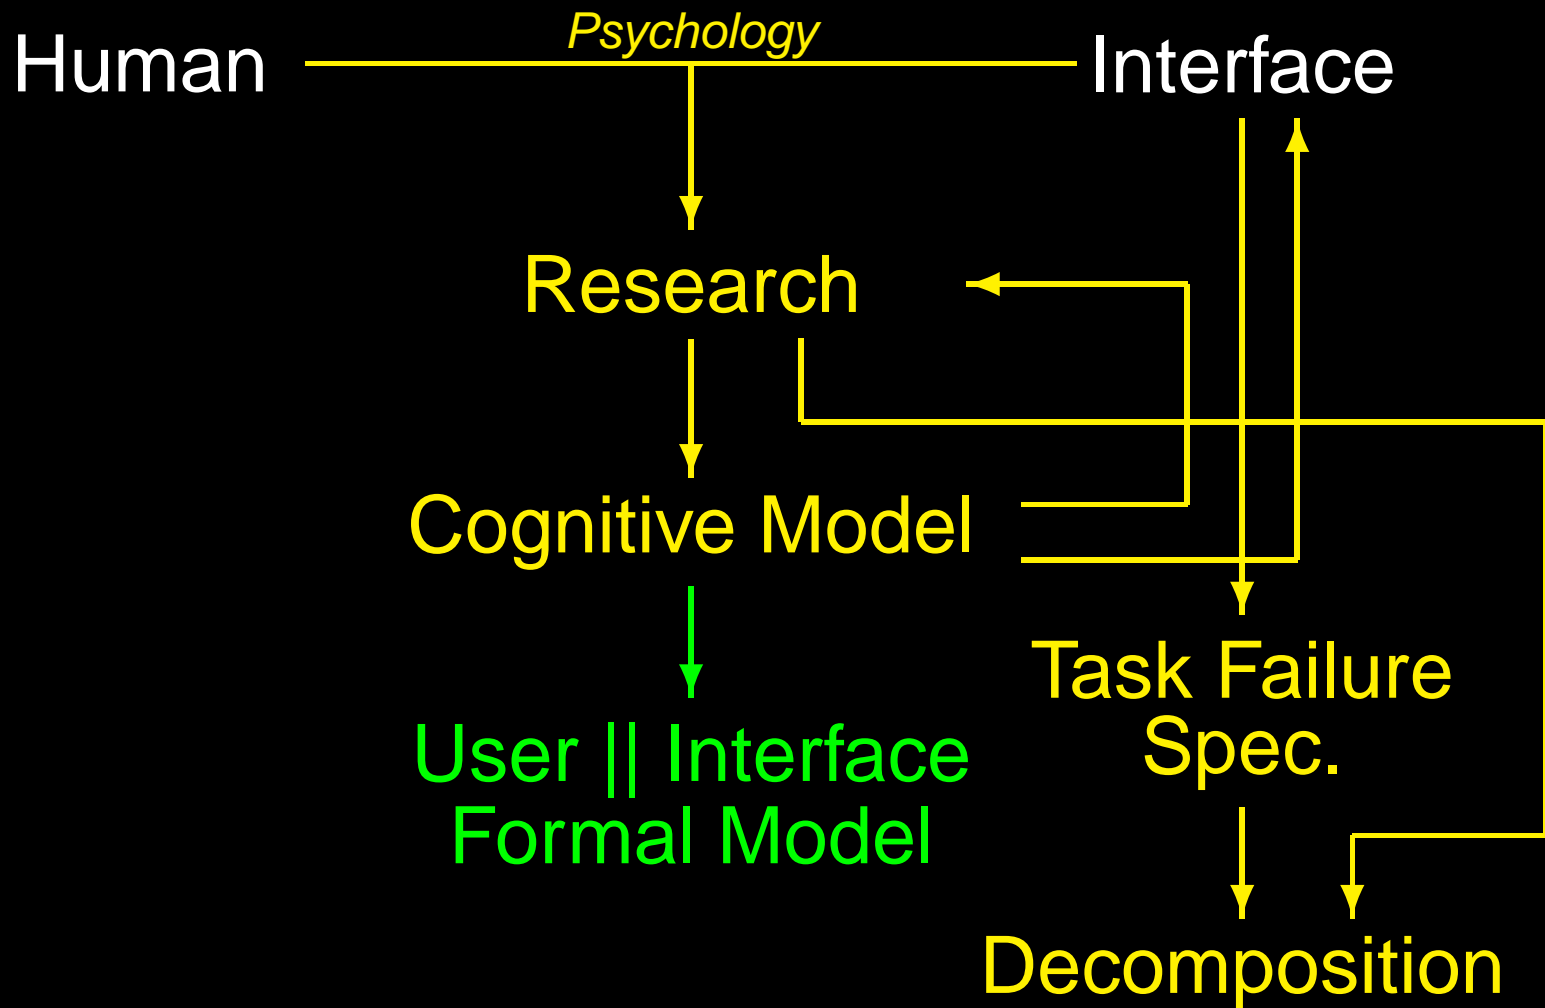 Psychology
Human
Interface
Research
Cognitive Model
Task Failure
Spec.
User || Interface
Formal Model
Decomposition